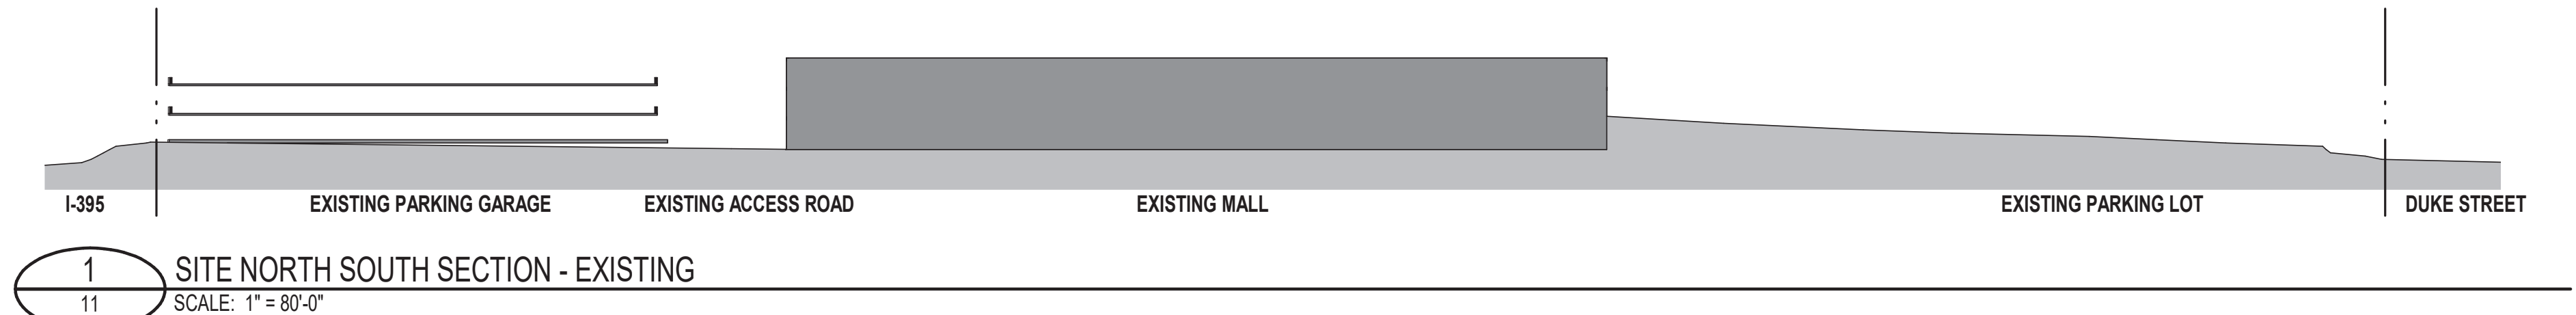 I-395
EXISTING PARKING GARAGE
EXISTING ACCESS ROAD
EXISTING MALL
EXISTING PARKING LOT
DUKE STREET
1
SITE NORTH SOUTH SECTION - EXISTING
11
SCALE: 1" = 80'-0"